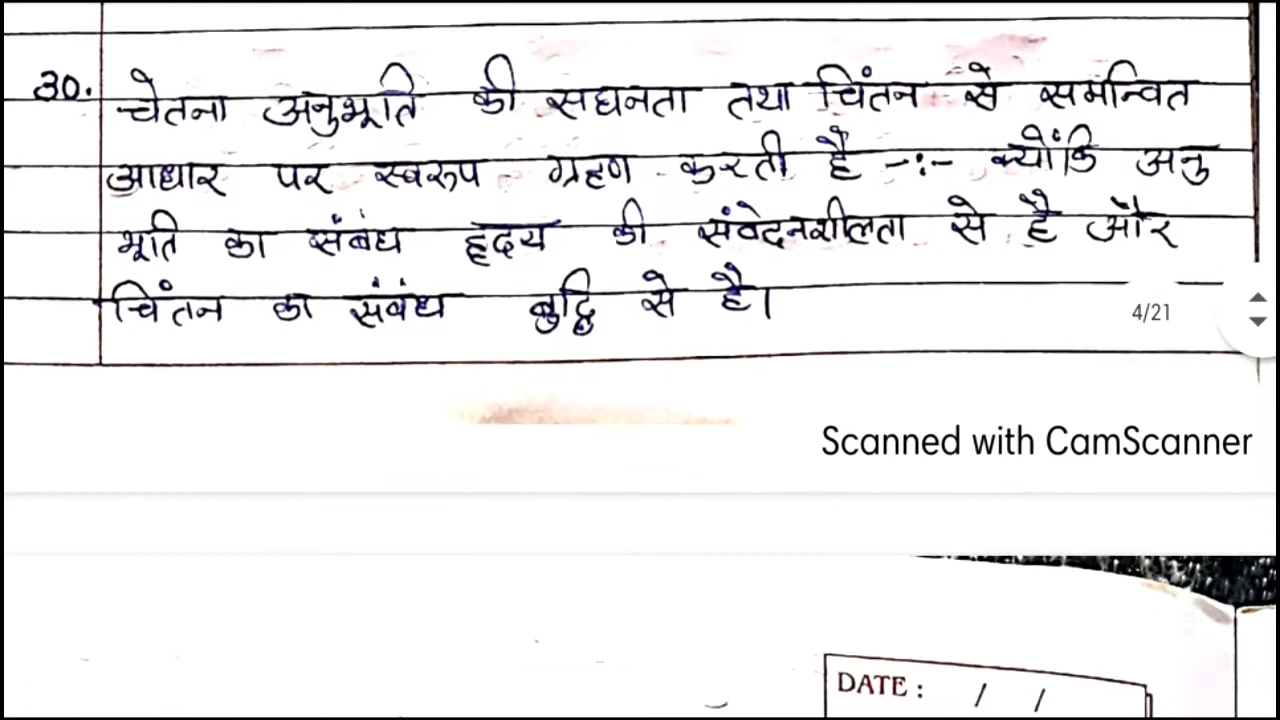 उ०. चेतना अनुभूति की सघनता तथा चिंतन से समन्वित
आधार पर स्वरुप ग्रहण करती है -:- क्योंकि अनु
भूति का संबंध हृदय की संवेदनशीलता से है और
चिंतन का संबंध बुद्धि से है।
4/21
Scanned with CamScanner
DATE : / /